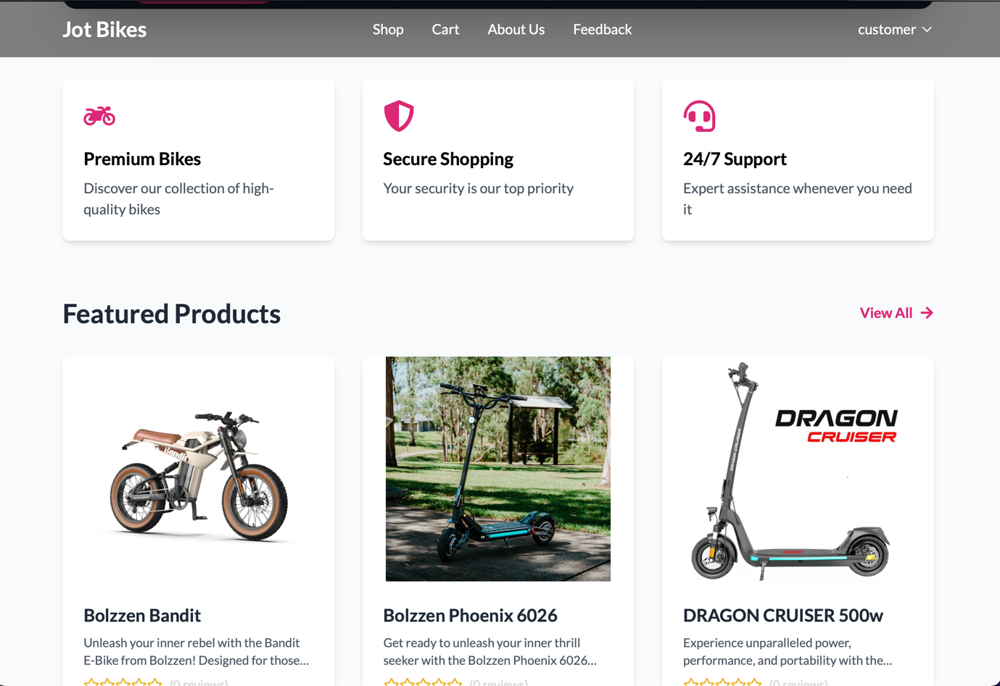 Jot Bikes
Shop
Cart
About Us
Feedback
customer
Premium Bikes
Discover our collection of high-
quality bikes
Secure Shopping
Your security is our top priority
24/7 Support
Expert assistance whenever you need
it
Featured Products
View All
Bandit
DRAGON
CRUISER
DRAGON CRUISER
CRUISER
Bolzzen Bandit
Unleash your inner rebel with the Bandit
E-Bike from Bolzzen! Designed for those...
(0 reviews)
Bolzzen Phoenix 6026
Get ready to unleash your inner thrill
seeker with the Bolzzen Phoenix 6026...
(0 reviews)
DRAGON CRUISER 500w
Experience unparalleled power,
performance, and portability with the...
(0 reviews)